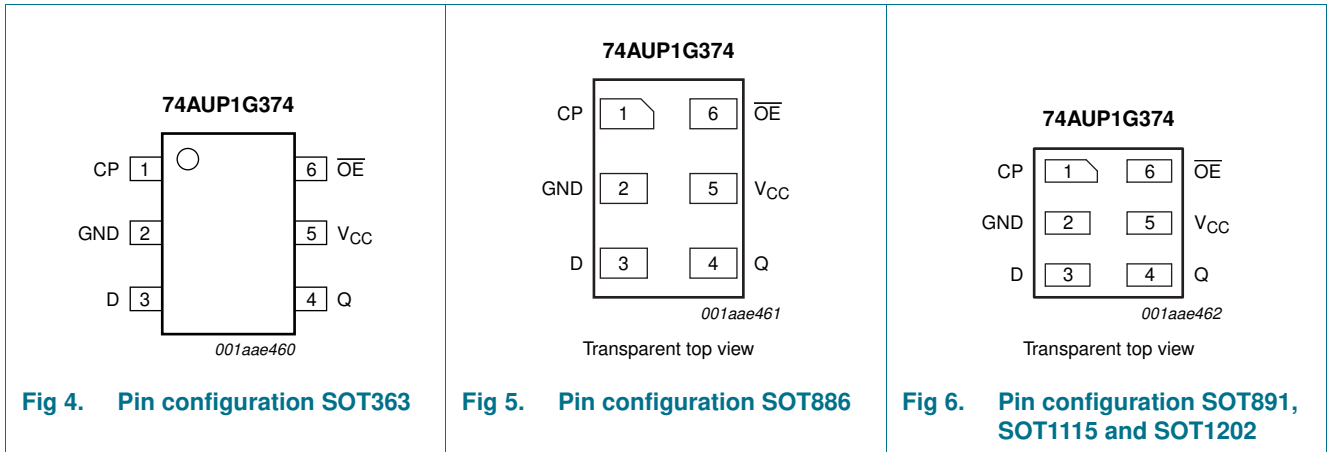 74AUP1G374
CP 1 6 O̅E̅
GND 2 5 VCC
D 3 4 Q
001aae460
Fig 4. Pin configuration SOT363
74AUP1G374
CP 1 6 O̅E̅
GND 2 5 VCC
D 3 4 Q
001aae461
Transparent top view
Fig 5. Pin configuration SOT886
74AUP1G374
CP 1 6 O̅E̅
GND 2 5 VCC
D 3 4 Q
001aae462
Transparent top view
Fig 6. Pin configuration SOT891,
SOT1115 and SOT1202